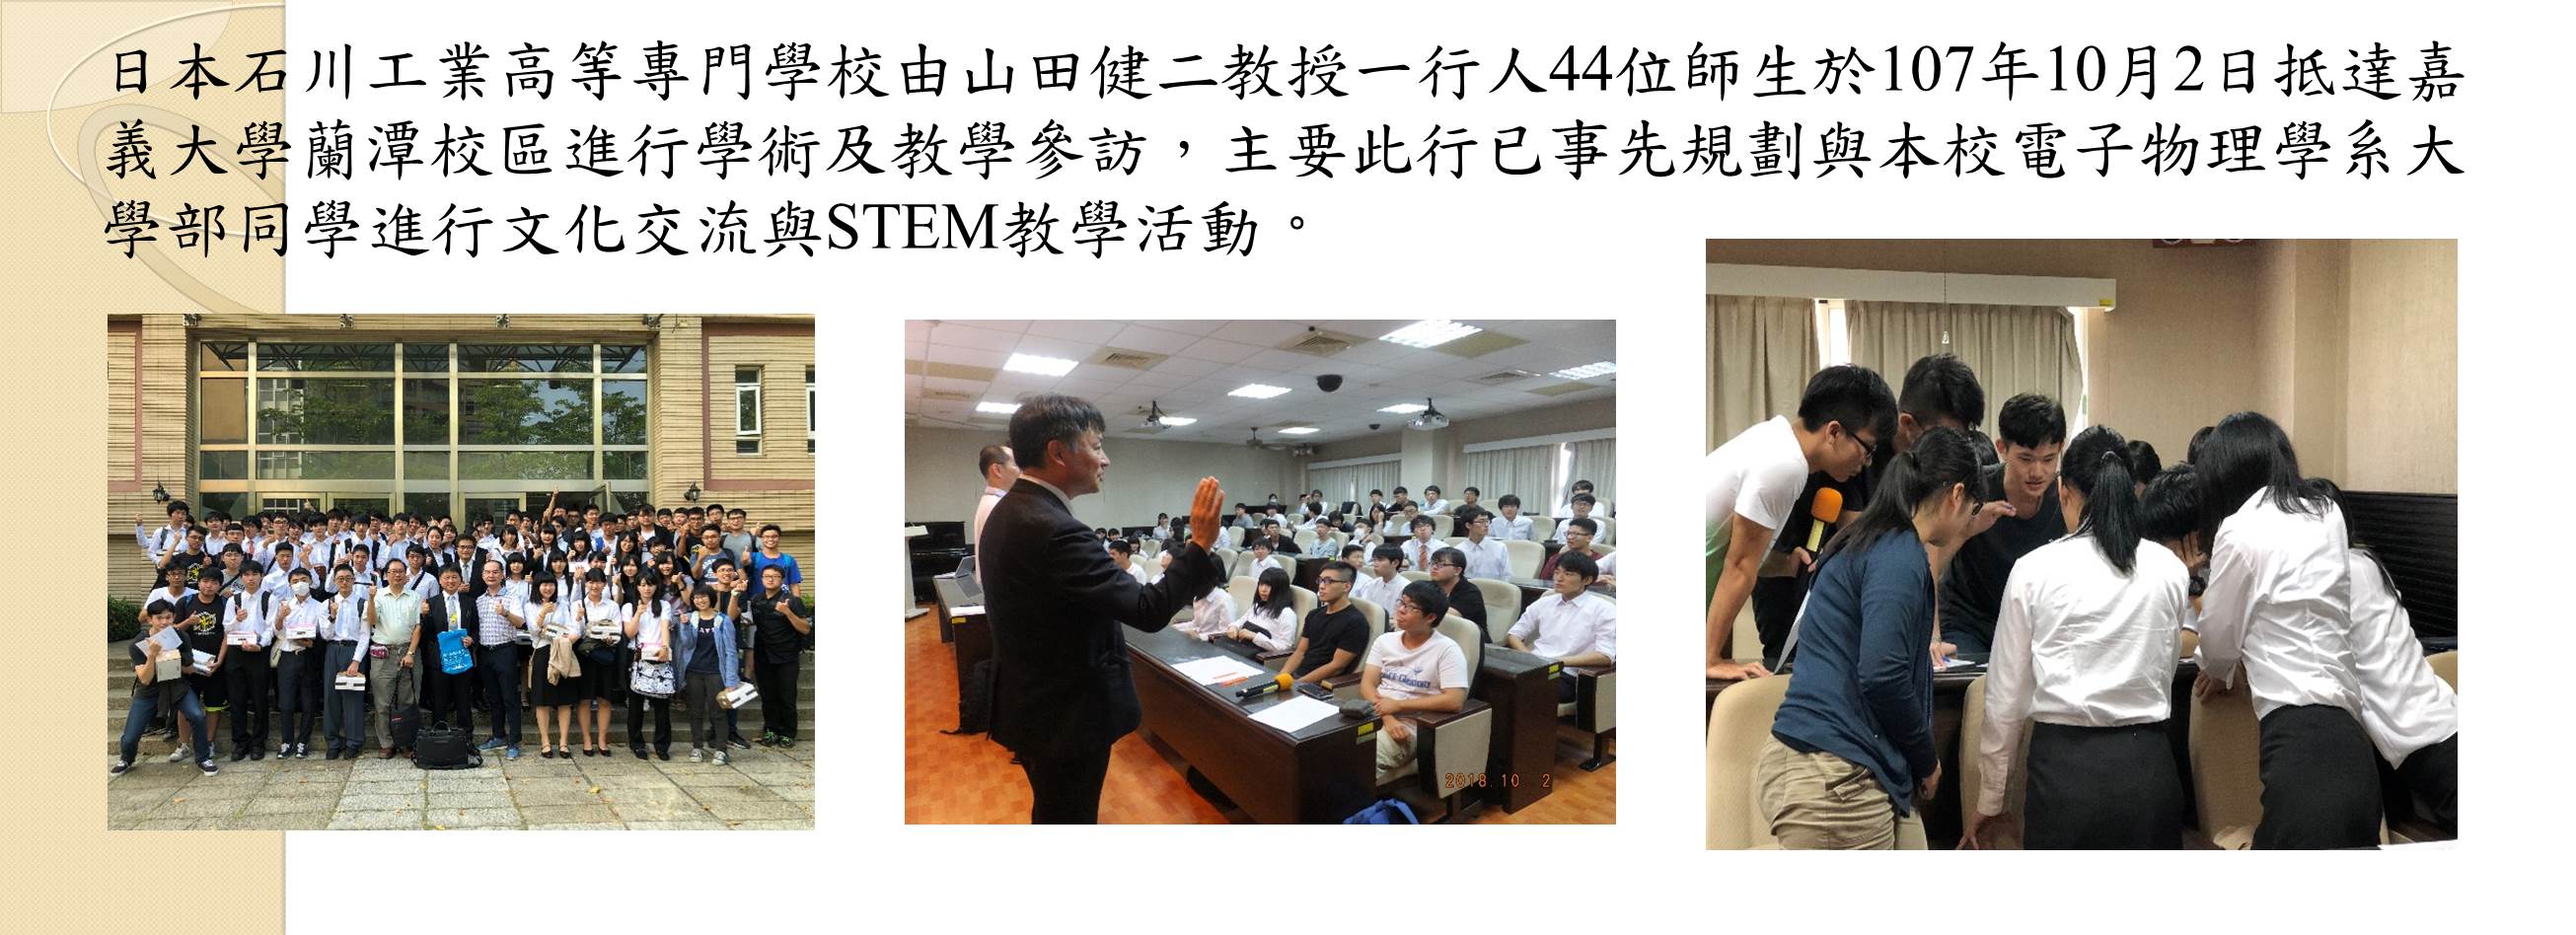 日本石川工業高等專門學校由山田健二教授一行人44位師生於107年10月2日抵達嘉
義大學蘭潭校區進行學術及教學參訪，主要此行已事先規劃與本校電子物理學系大
學部同學進行文化交流與STEM教學活動。
2018.10 2